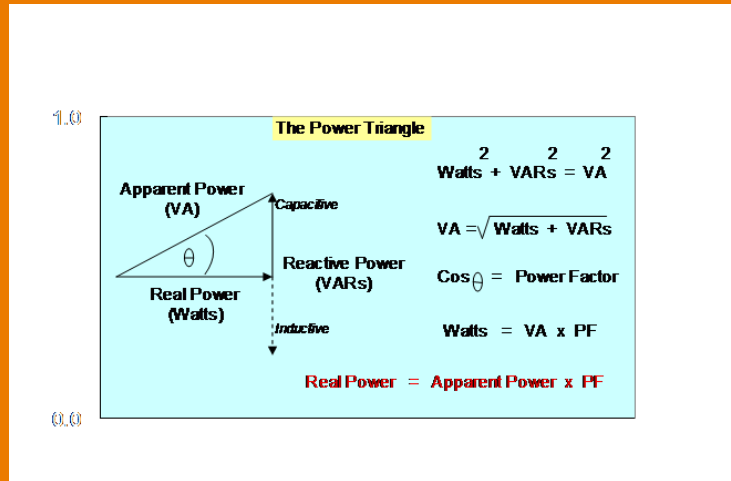 1.0
The Power Triangle
2 2 2
Watts + VARs = VA
Apparent Power
(VA)
Capacitive
VA =√ Watts + VARs
θ
Reactive Power
(VARs)
Cos θ = Power Factor
Real Power
(Watts)
Inductive
Watts = VA x PF
Real Power = Apparent Power x PF
0.0